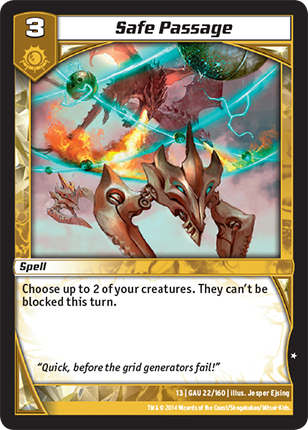 3
Safe Passage
Spell
Choose up to 2 of your creatures. They can't be
blocked this turn.
"Quick, before the grid generators fail!"
13 | GAU 22/160 | Illus. Jesper Ejsing
TM & © 2014 Wizards of the Coast/Shogakukan/Mitsui-Kids.